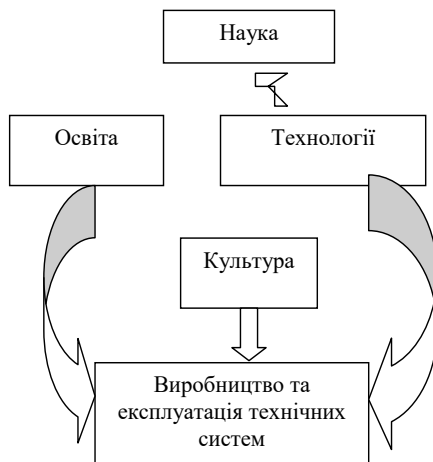 Наука
Освіта
Технології
Культура
Виробництво та
експлуатація технічних
систем